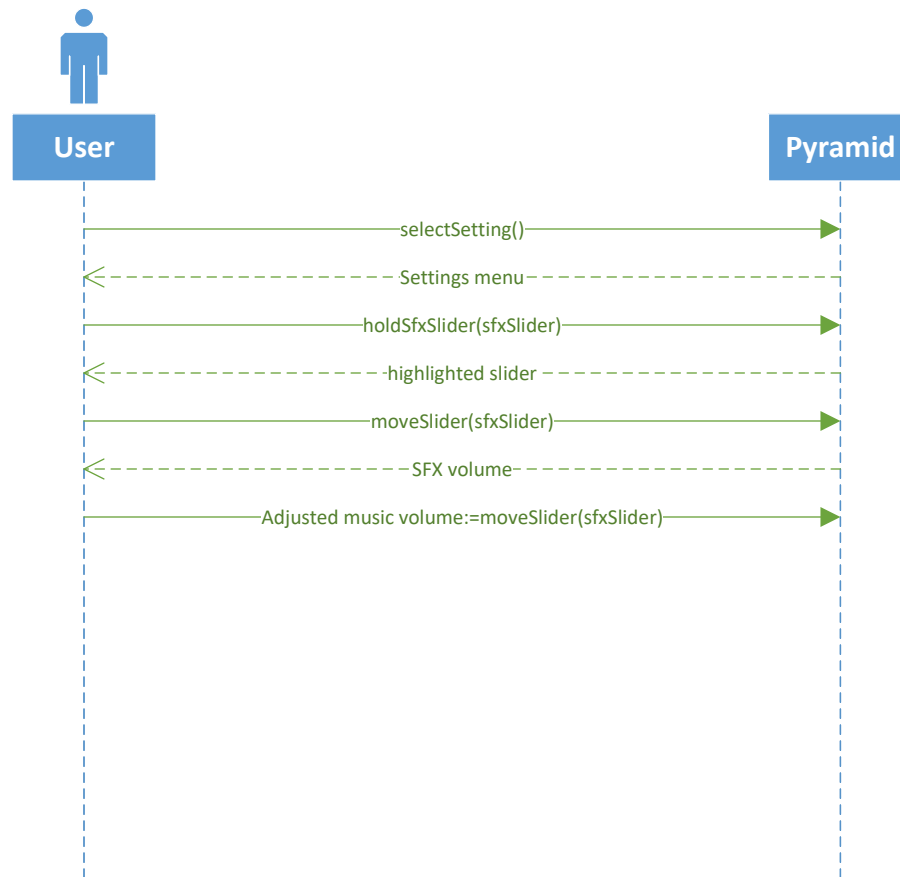 User
Pyramid
selectSetting()
Settings menu
holdSfxSlider(sfxSlider)
highlighted slider
moveSlider(sfxSlider)
SFX volume
Adjusted music volume:=moveSlider(sfxSlider)